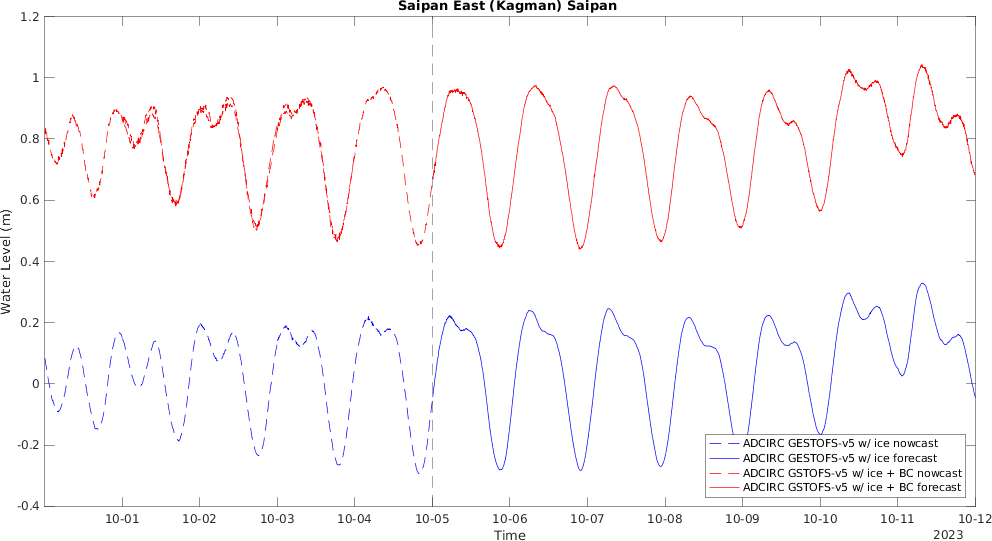 Saipan East (Kagman) Saipan
1.2
1
0.8
0.6
0.4
0.2
0
-0.2
-0.4
Water Level (m)
ADCIRC GESTOFS-v5 w/ ice nowcast
ADCIRC GESTOFS-v5 w/ ice forecast
ADCIRC GSTOFS-v5 w/ ice + BC nowcast
ADCIRC GSTOFS-v5 w/ ice + BC forecast
10-01 10-02 10-03 10-04 10-05 10-06 10-07 10-08 10-09 10-10 10-11 10-12
Time
2023